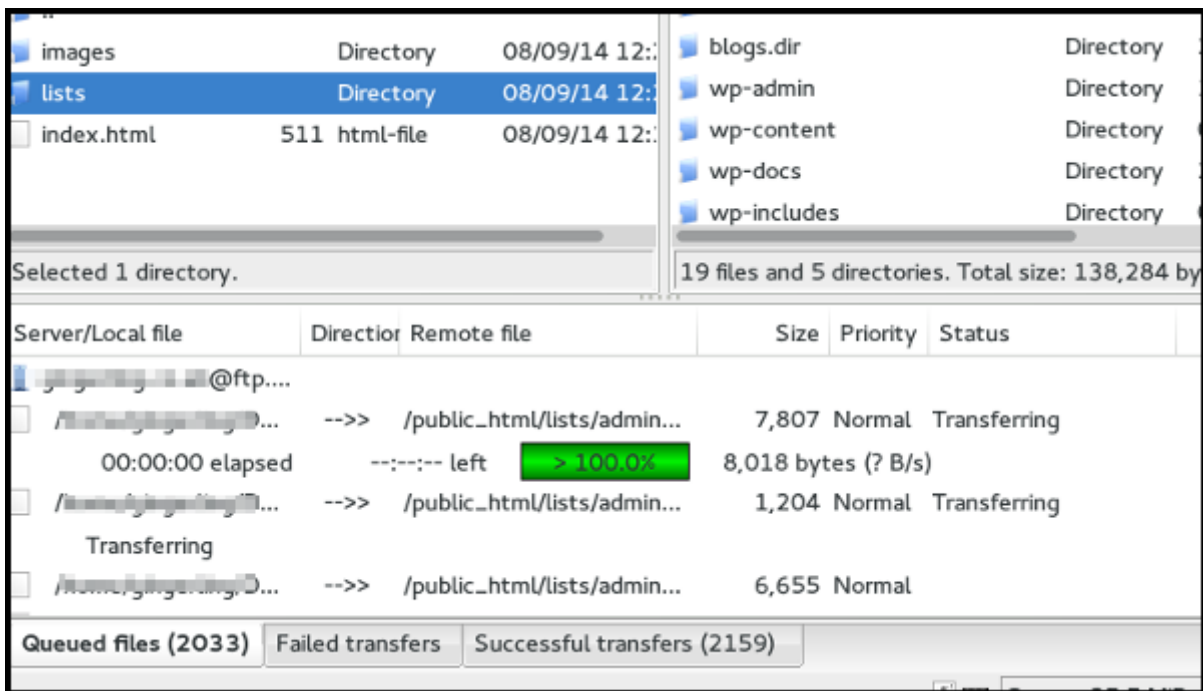 ..
images Directory 08/09/14 12:
lists Directory 08/09/14 12:
index.html 511 html-file 08/09/14 12:
Selected 1 directory.
blogs.dir Directory
wp-admin Directory
wp-content Directory
wp-docs Directory
wp-includes Directory
19 files and 5 directories. Total size: 138,284 by
Server/Local file Direction Remote file Size Priority Status
@ftp....
-->> /public_html/lists/admin... 7,807 Normal Transferring
00:00:00 elapsed --:--:-- left > 100.0% 8,018 bytes (? B/s)
-->> /public_html/lists/admin... 1,204 Normal Transferring
Transferring
-->> /public_html/lists/admin... 6,655 Normal
Queued files (2033) Failed transfers Successful transfers (2159)